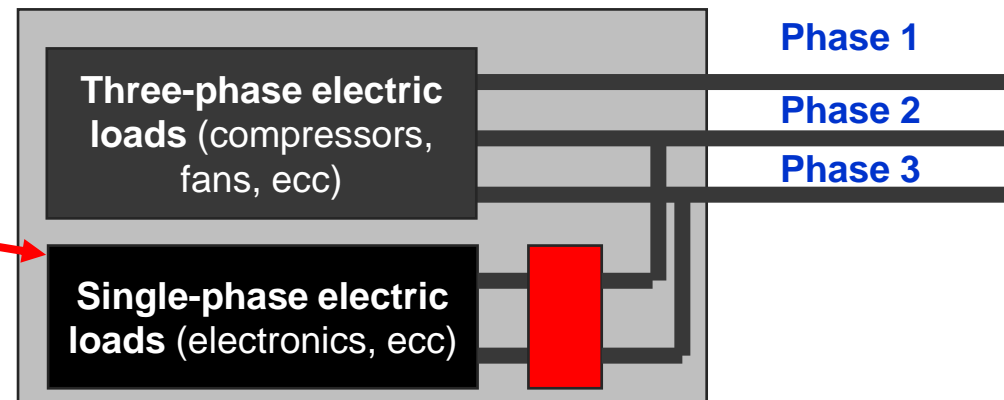 Phase 1
Three-phase electric
loads (compressors,
fans, ecc)
Phase 2
Phase 3
Single-phase electric
loads (electronics, ecc)